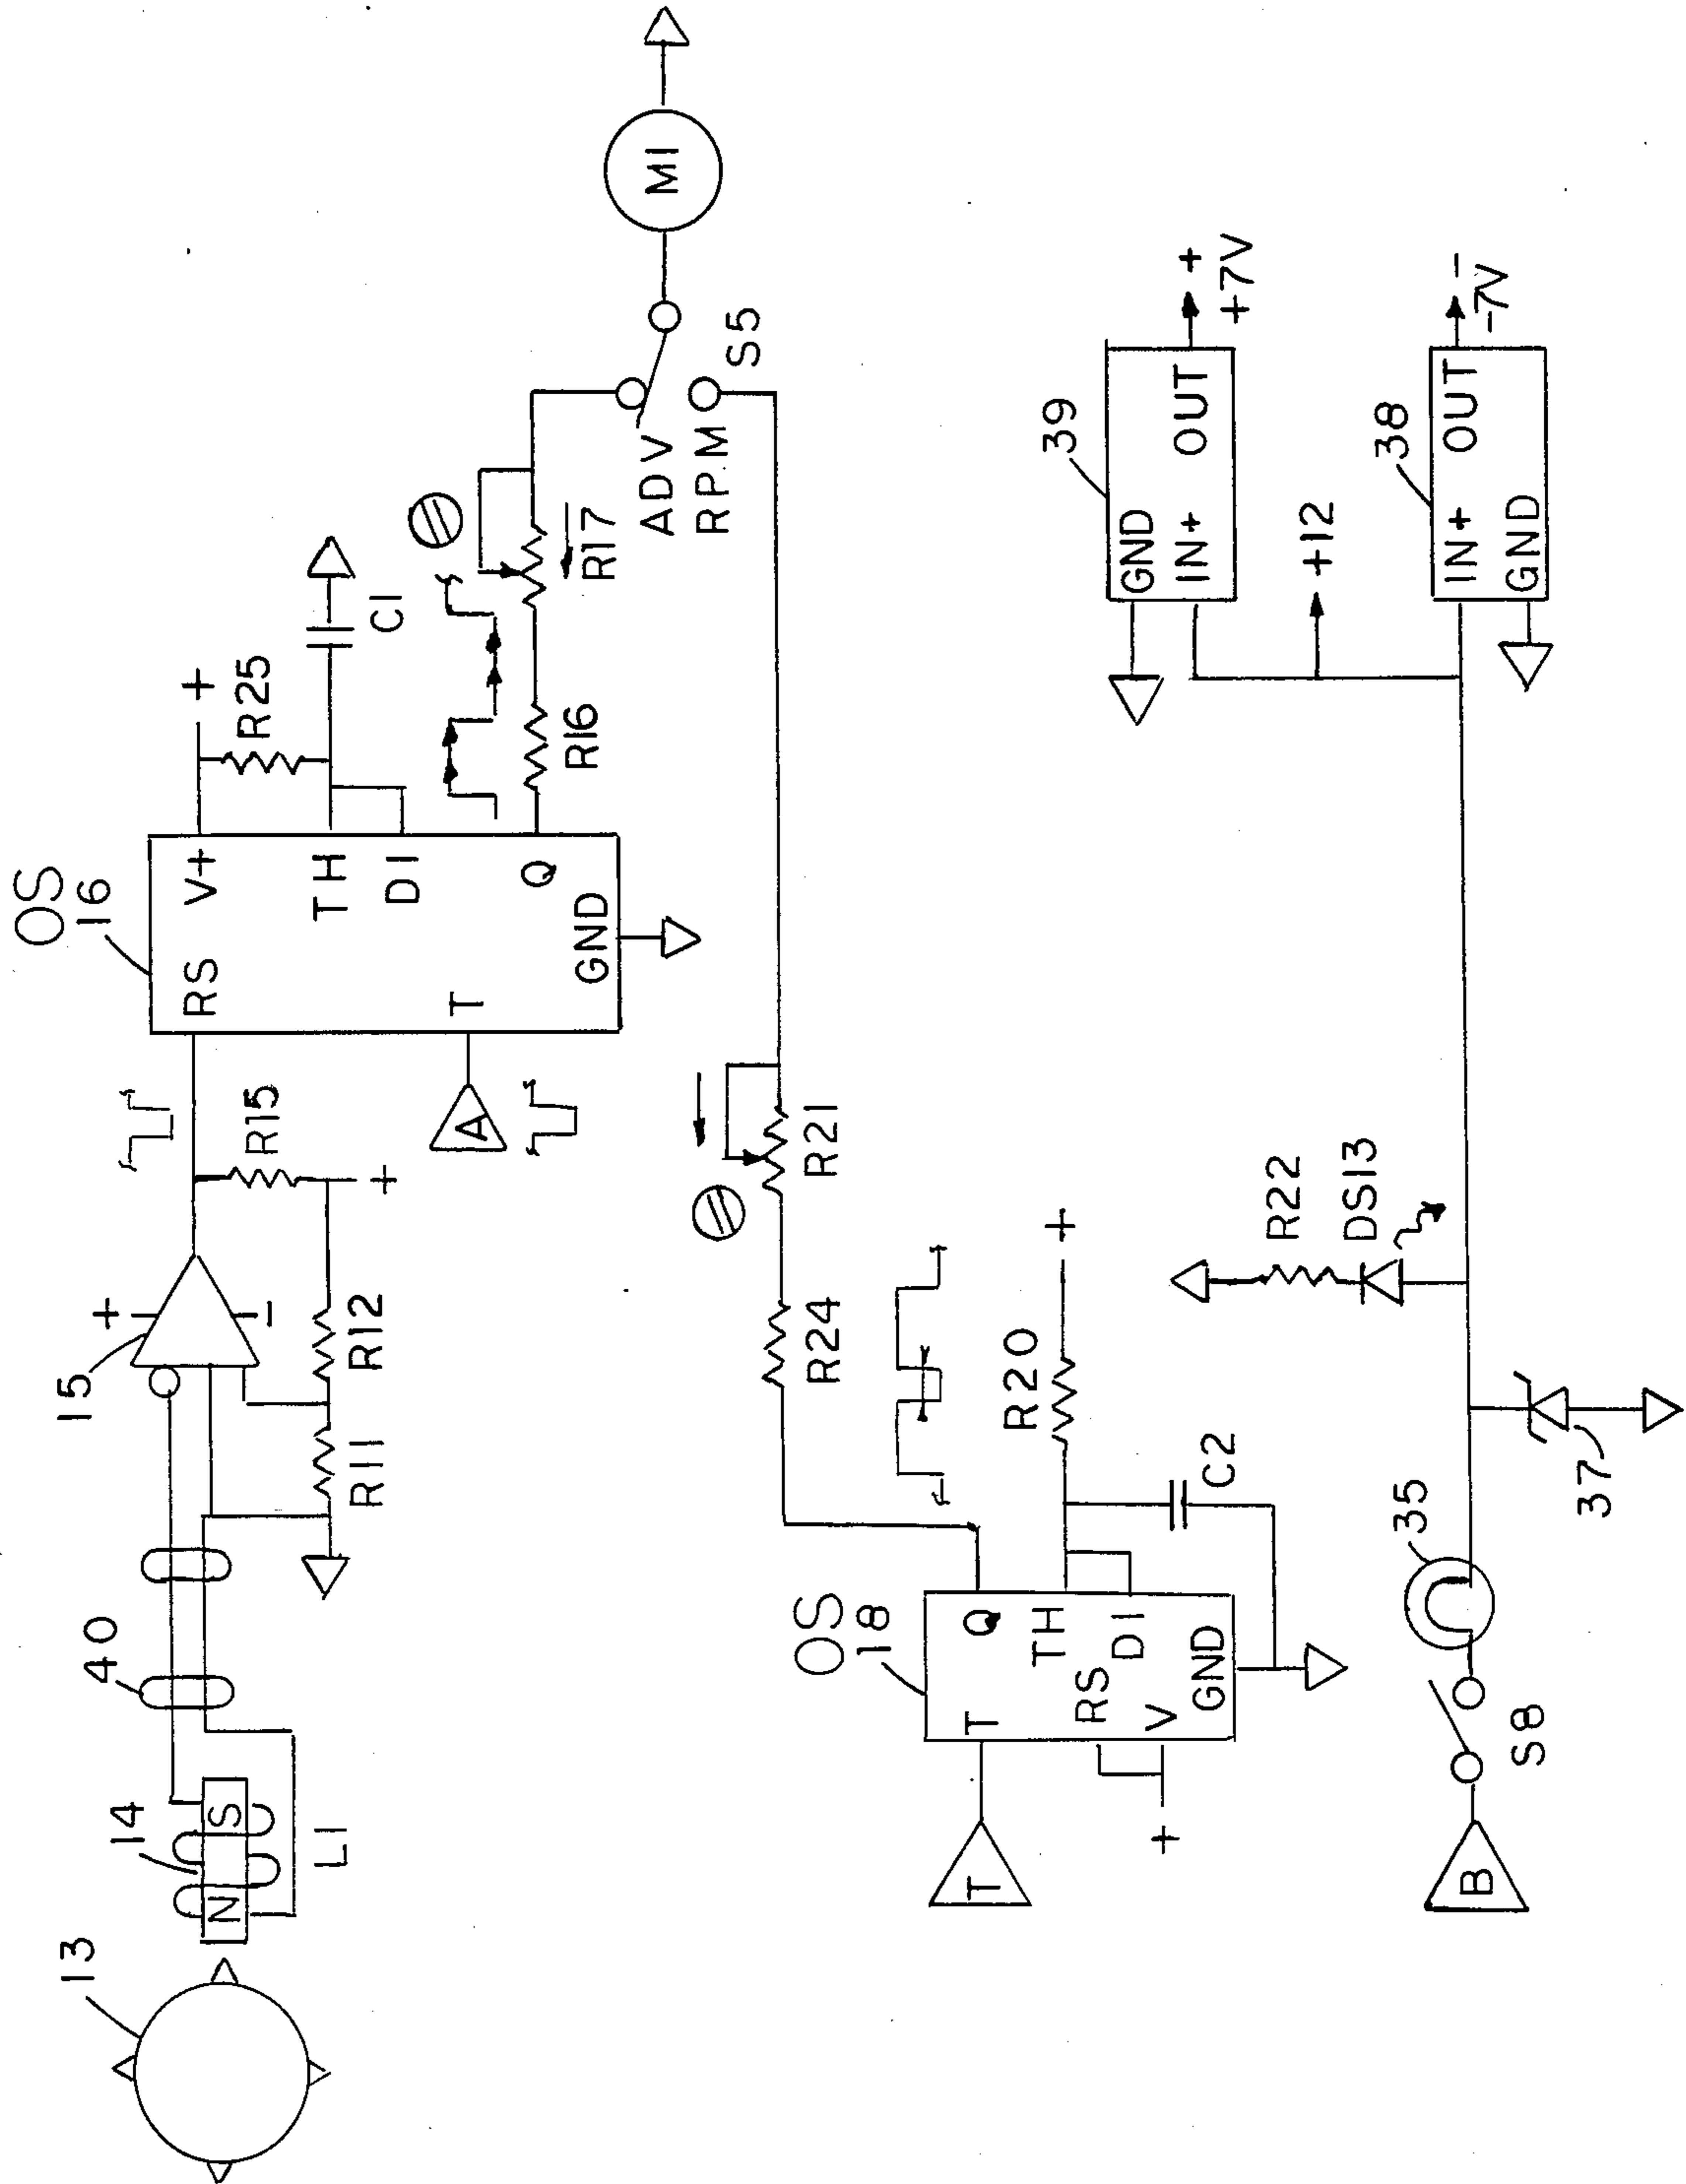 13
14
N S
L1
40
15
+
-
R11
R12
R15
+
OS
16
RS
V+
TH
DI
T
Q
GND
A
+
R25
C1
R16
R17
ADV
R.P.M
S5
M1
R24
R21
OS
18
T
Q
TH
RS
DI
V
GND
T
+
R20
+
C2
B
S8
35
37
R22
DS13
+12
39
GND
IN+
OUT
+
+7V
38
IN+
OUT
GND
-
-7V